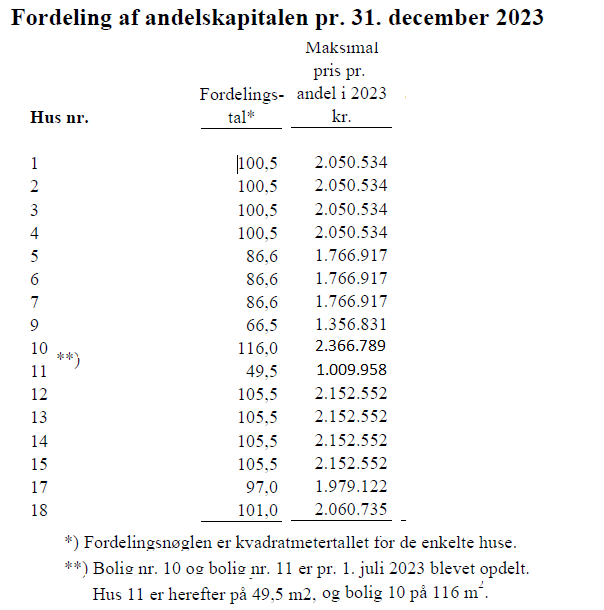 Fordeling af andelskapitalen pr. 31. december 2023
Maksimal
pris pr.
Fordelings- andel i 2023
Hus nr. tal* kr.
1 100,5 2.050.534
2 100,5 2.050.534
3 100,5 2.050.534
4 100,5 2.050.534
5 86,6 1.766.917
6 86,6 1.766.917
7 86,6 1.766.917
9 66,5 1.356.831
10 116,0 2.366.789
**)
11 49,5 1.009.958
12 105,5 2.152.552
13 105,5 2.152.552
14 105,5 2.152.552
15 105,5 2.152.552
17 97,0 1.979.122
18 101,0 2.060.735
*) Fordelingsnøglen er kvadratmetertallet for de enkelte huse.
**) Bolig nr. 10 og bolig nr. 11 er pr. 1. juli 2023 blevet opdelt.
Hus 11 er herefter på 49,5 m2, og bolig 10 på 116 m².